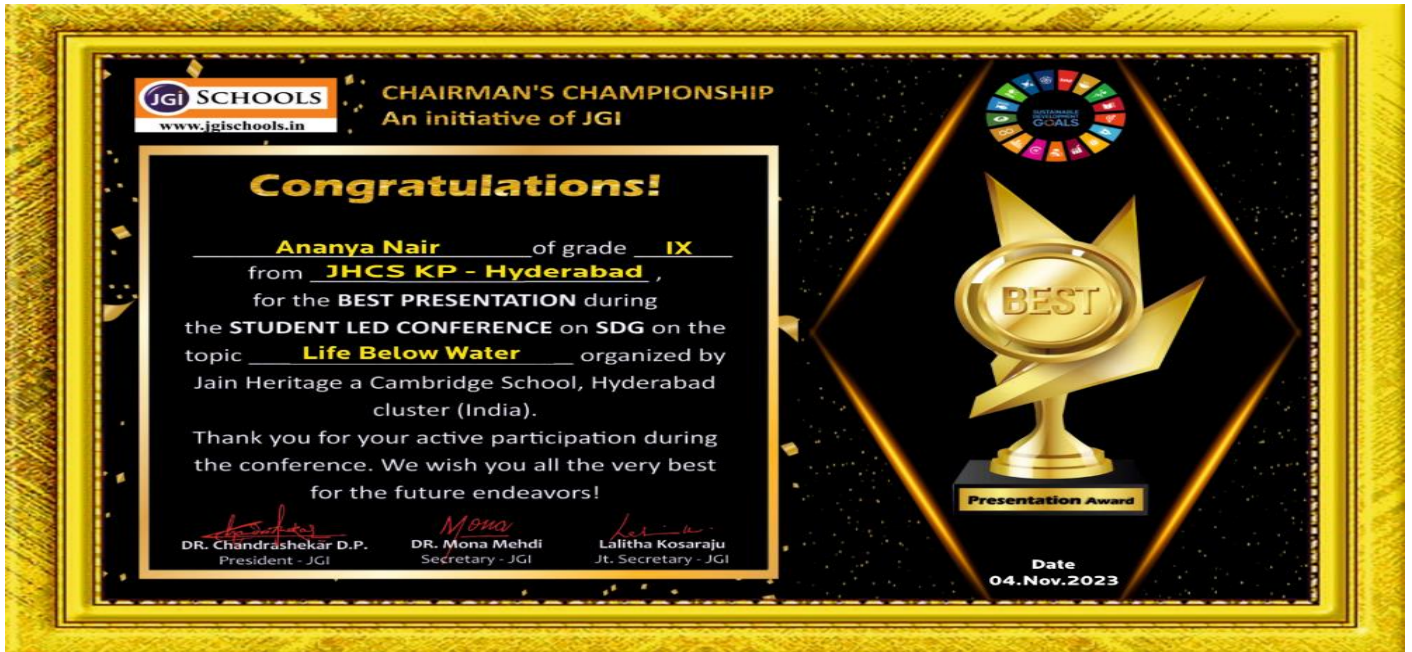 JGi SCHOOLS
www.jgischools.in
CHAIRMAN'S CHAMPIONSHIP
An initiative of JGI
SUSTAINABLE
DEVELOPMENT
GOALS
Congratulations!
Ananya Nair of grade IX
from JHCS KP - Hyderabad ,
for the BEST PRESENTATION during
the STUDENT LED CONFERENCE on SDG on the
topic Life Below Water organized by
Jain Heritage a Cambridge School, Hyderabad
cluster (India).
Thank you for your active participation during
the conference. We wish you all the very best
for the future endeavors!
Mona
DR. Chandrashekar D.P.
President - JGI
DR. Mona Mehdi
Secretary - JGI
Lalitha Kosaraju
Jt. Secretary - JGI
BEST
Presentation Award
Date
04.Nov.2023